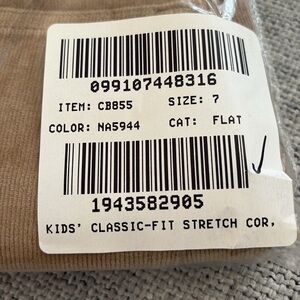 099107448316
ITEM: CB855 SIZE: 7
COLOR: NA5944 CAT: FLAT
1943582905
KIDS' CLASSIC-FIT STRETCH COR,